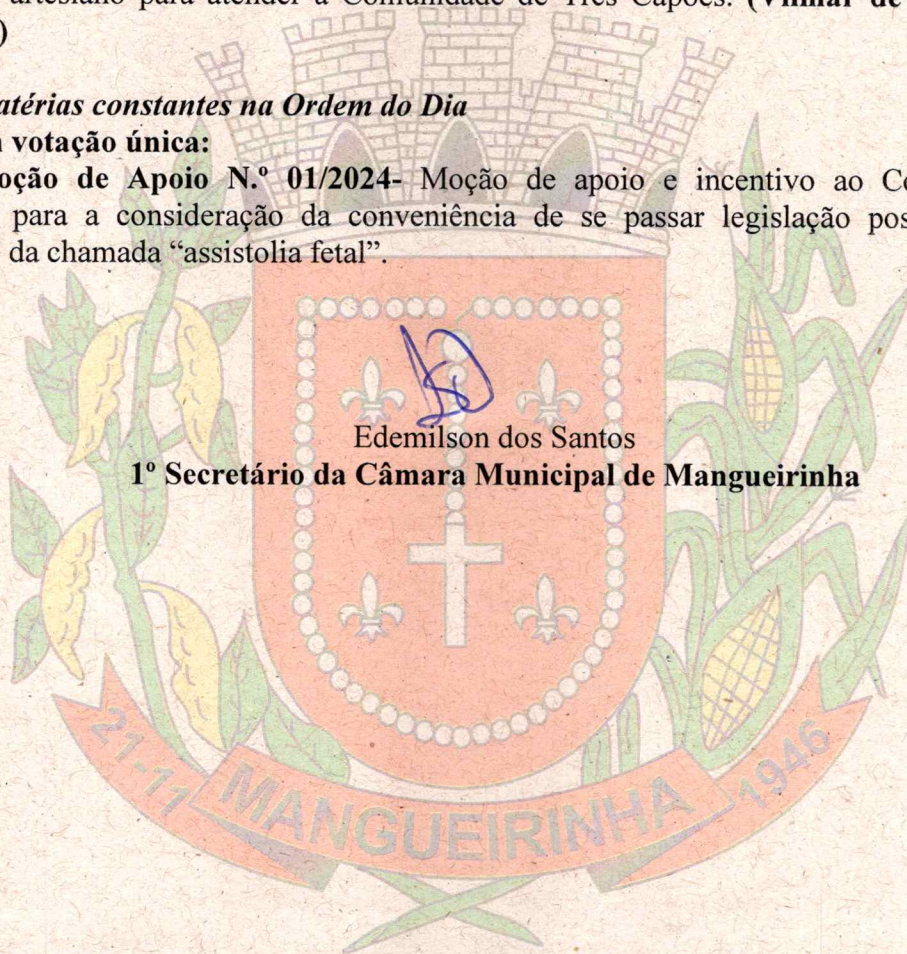 artesiano para atender a Comunidade de Três Capões.
)
atérias constantes na Ordem do Dia
votação única:
oção de Apoio N.º 01/2024- Moção de apoio e incentivo ao Co
para a consideração da conveniência de se passar legislação pos
da chamada “assistolia fetal”.
Edemilson dos Santos
1º Secretário da Câmara Municipal de Mangueirinha
21-11 MANGUEIRINHA 1946